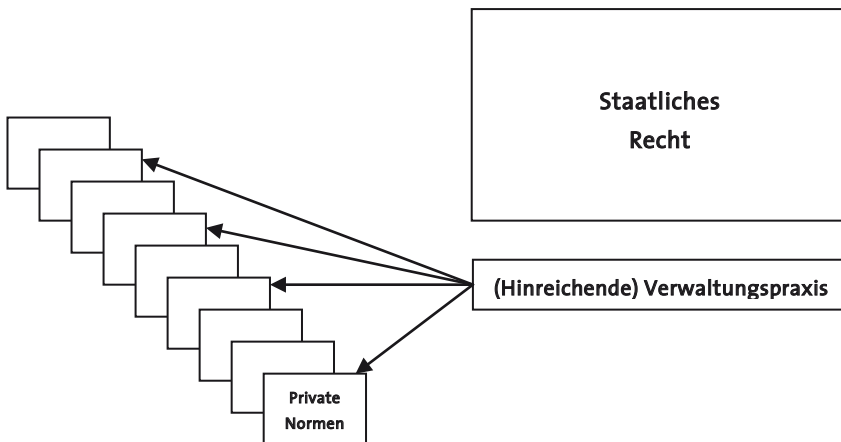 Staatliches
Recht
(Hinreichende) Verwaltungspraxis
Private
Normen